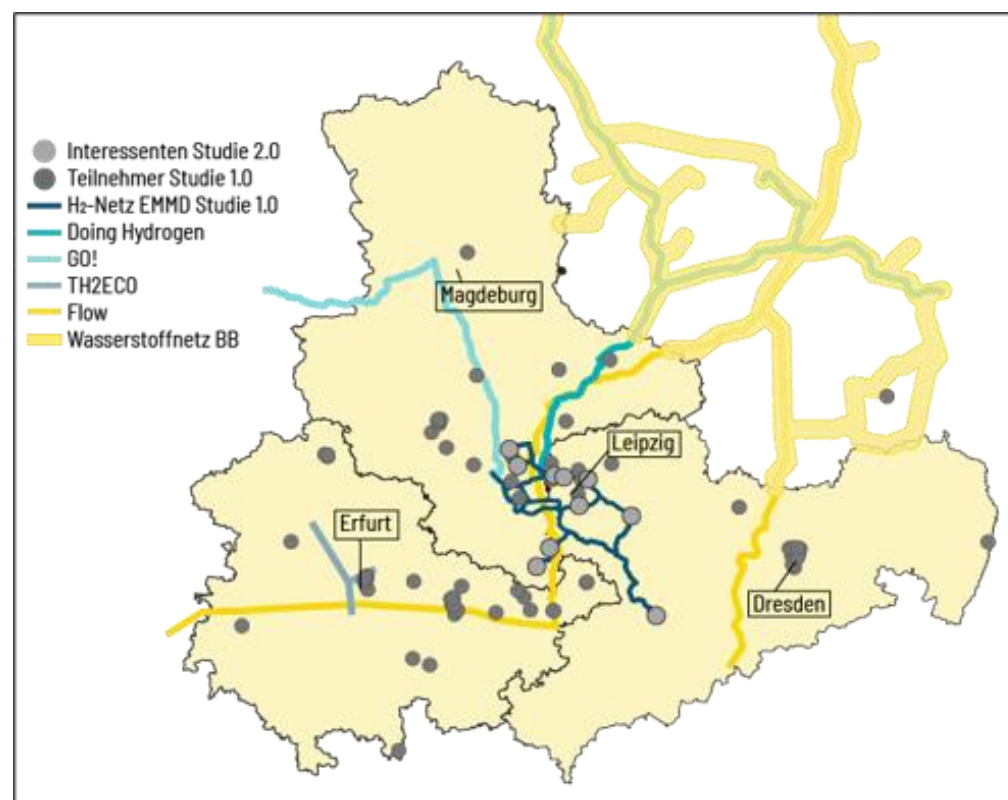 Interessenten Studie 2.0
Teilnehmer Studie 1.0
H₂-Netz EMMD Studie 1.0
Doing Hydrogen
GO!
TH2ECO
Flow
Wasserstoffnetz BB
Magdeburg
Leipzig
Erfurt
Dresden